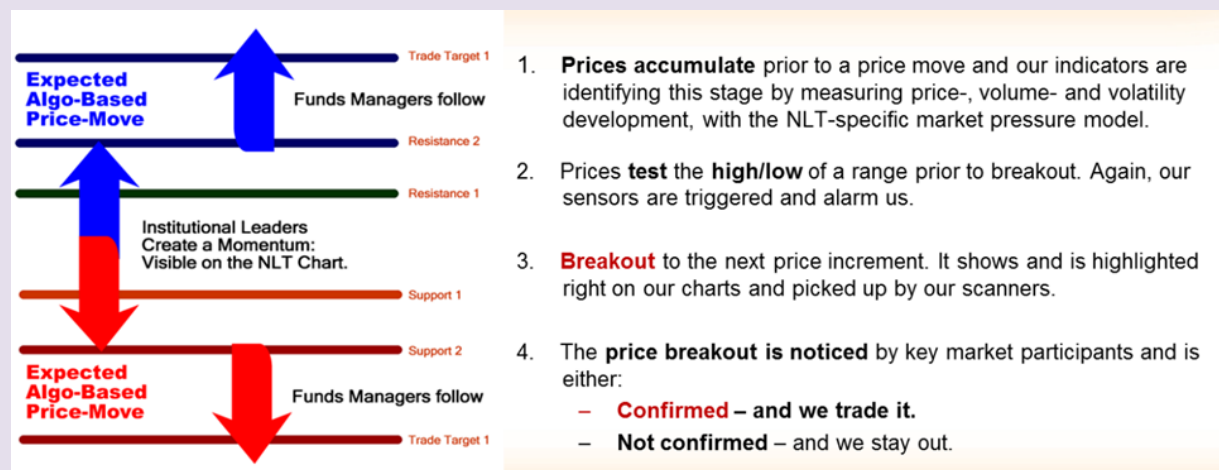 Trade Target 1
Expected
Algo-Based
Price-Move
Funds Managers follow
Resistance 2
Resistance 1
Institutional Leaders
Create a Momentum:
Visible on the NLT Chart.
Support 1
Support 2
Expected
Algo-Based
Price-Move
Funds Managers follow
Trade Target 1
1. Prices accumulate prior to a price move and our indicators are
identifying this stage by measuring price-, volume- and volatility
development, with the NLT-specific market pressure model.
2. Prices test the high/low of a range prior to breakout. Again, our
sensors are triggered and alarm us.
3. Breakout to the next price increment. It shows and is highlighted
right on our charts and picked up by our scanners.
4. The price breakout is noticed by key market participants and is
either:
– Confirmed – and we trade it.
– Not confirmed – and we stay out.